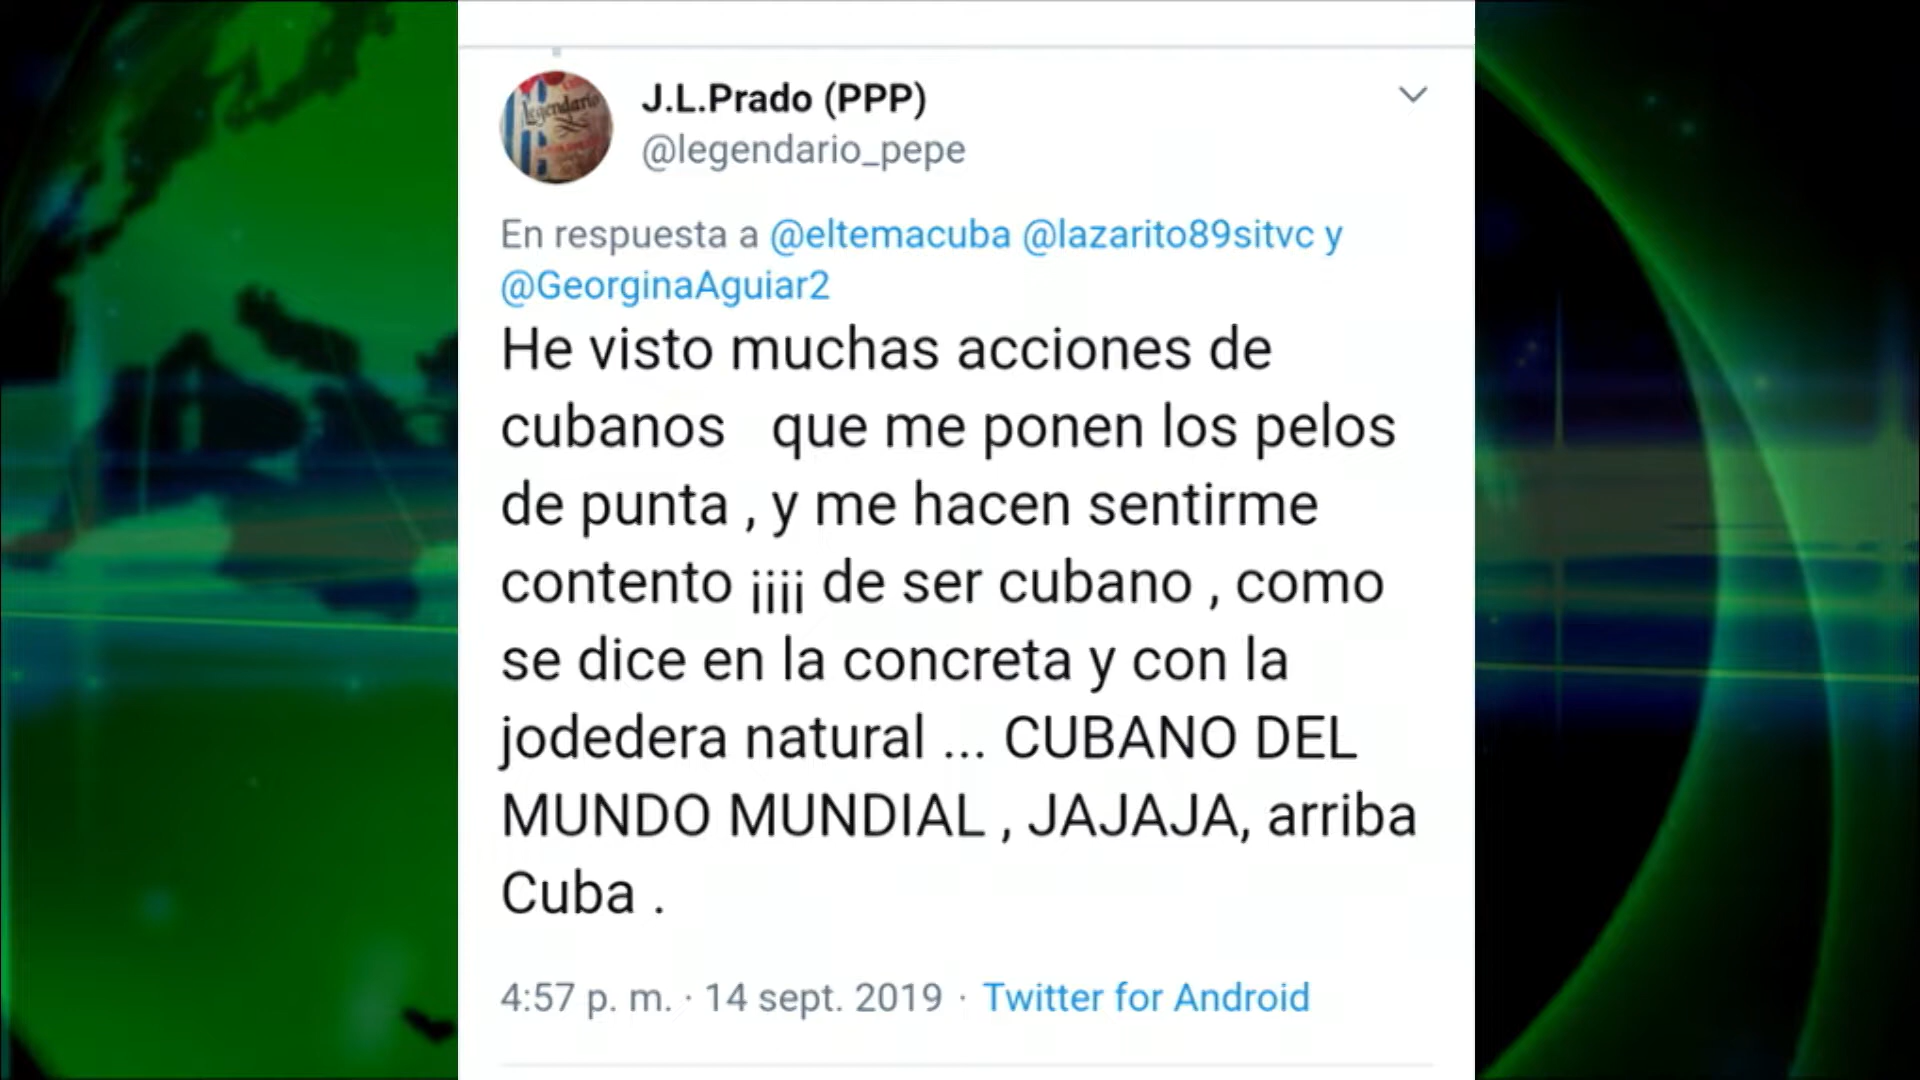 J.L.Prado (PPP)
@legendario_pepe
Legendario
En respuesta a @eltemacuba @lazarito89sitvc y
@GeorginaAguiar2
He visto muchas acciones de
cubanos   que me ponen los pelos
de punta , y me hacen sentirme
contento ¡¡¡¡ de ser cubano , como
se dice en la concreta y con la
jodedera natural ... CUBANO DEL
MUNDO MUNDIAL , JAJAJA, arriba
Cuba .
4:57 p. m. · 14 sept. 2019 · Twitter for Android